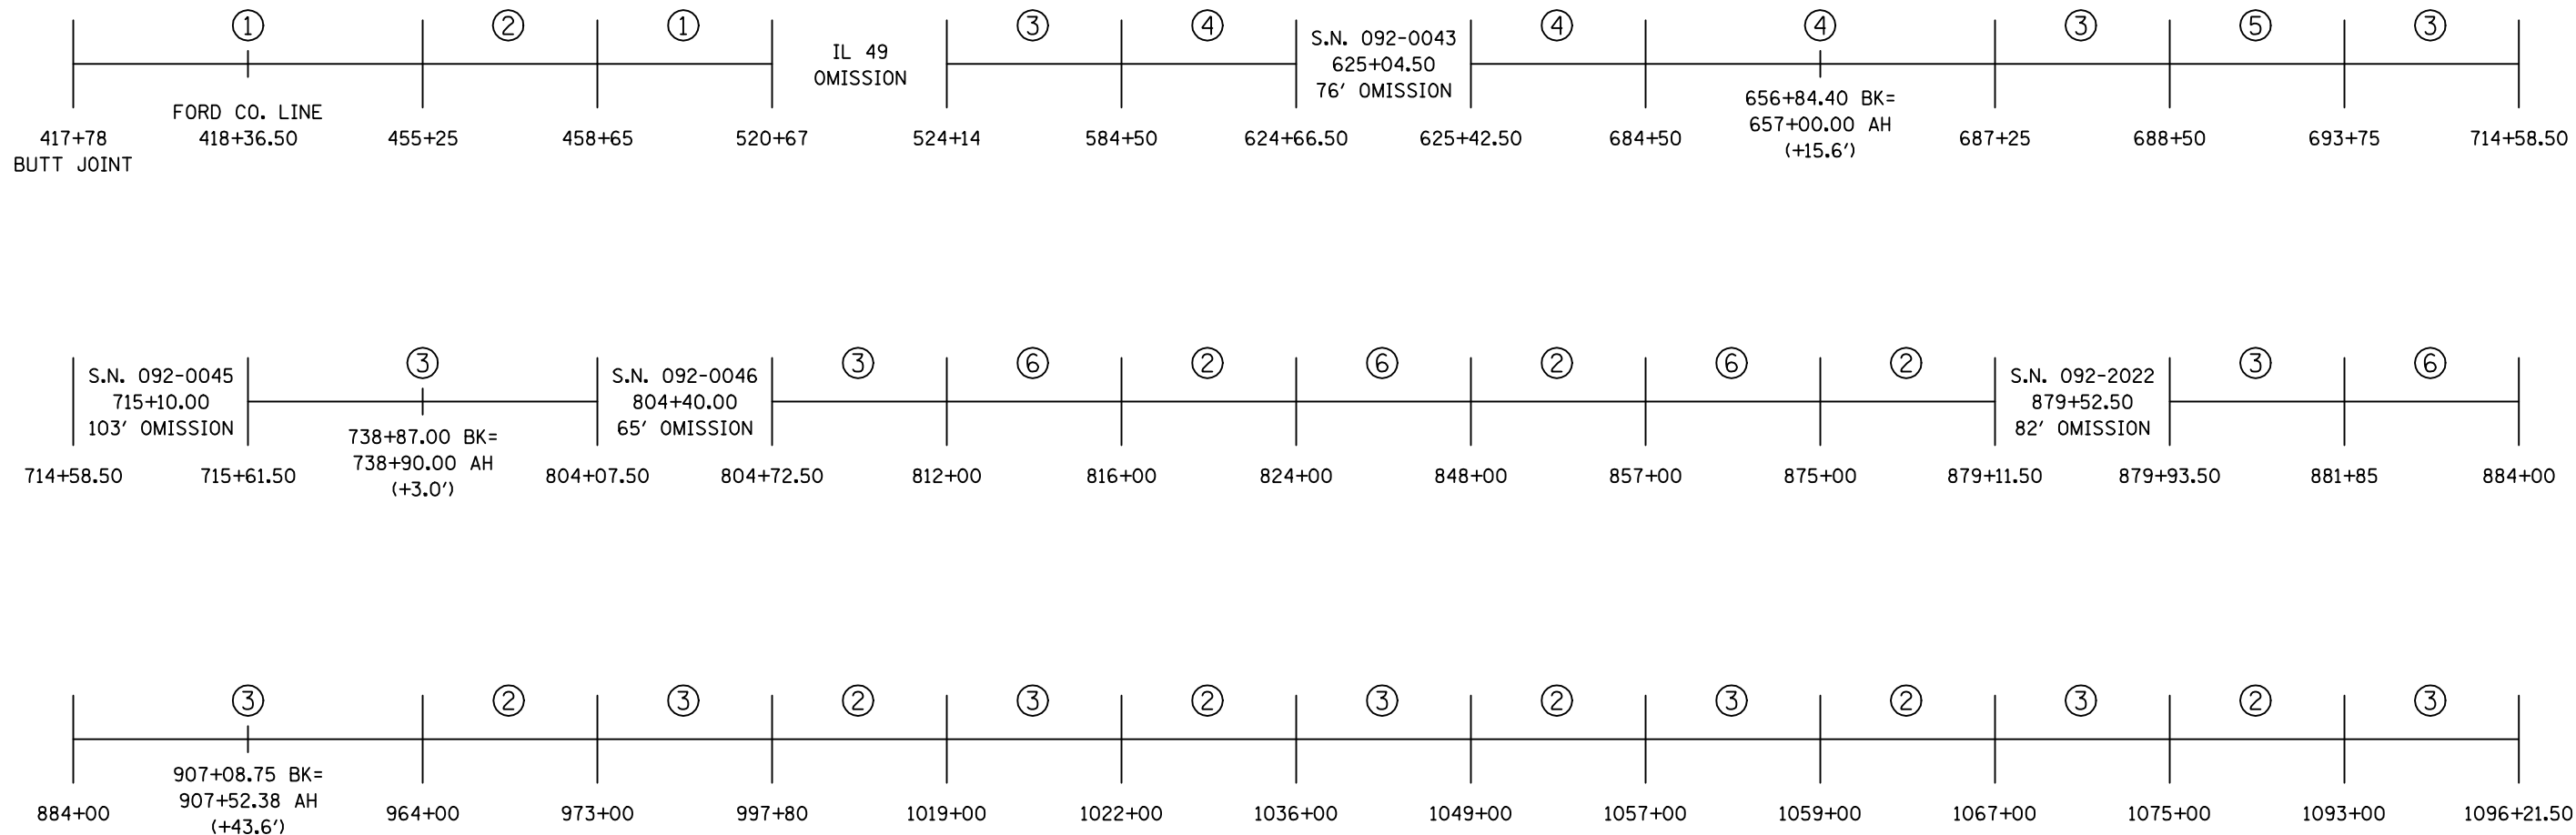 ① ② ① ③ ④ ④ ④ ③ ⑤ ③
IL 49
OMISSION
S.N. 092-0043
625+04.50
76' OMISSION
FORD CO. LINE
656+84.40 BK=
657+00.00 AH
(+15.6')
417+78 418+36.50 455+25 458+65 520+67 524+14 584+50 624+66.50 625+42.50 684+50 687+25 688+50 693+75 714+58.50
BUTT JOINT
③ ③ ⑥ ② ⑥ ② ⑥ ② ③ ⑥
S.N. 092-0045
715+10.00
103' OMISSION
S.N. 092-0046
804+40.00
65' OMISSION
S.N. 092-2022
879+52.50
82' OMISSION
738+87.00 BK=
738+90.00 AH
(+3.0')
714+58.50 715+61.50 804+07.50 804+72.50 812+00 816+00 824+00 848+00 857+00 875+00 879+11.50 879+93.50 881+85 884+00
③ ② ③ ② ③ ② ③ ② ③ ② ③ ② ③
907+08.75 BK=
907+52.38 AH
(+43.6')
884+00 964+00 973+00 997+80 1019+00 1022+00 1036+00 1049+00 1057+00 1059+00 1067+00 1075+00 1093+00 1096+21.50